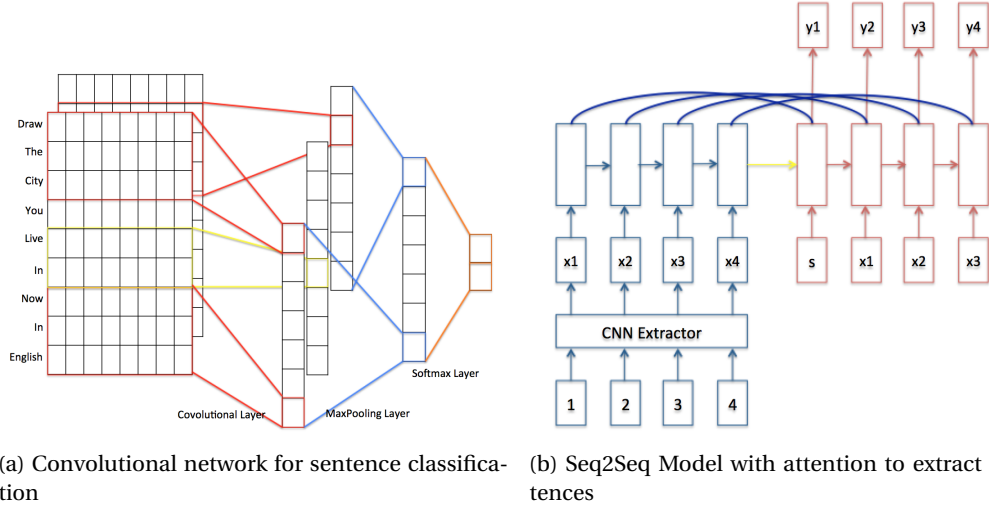 Draw
The
City
You
Live
In
Now
In
English
Covolutional Layer
MaxPooling Layer
Softmax Layer
y1 y2 y3 y4
x1 x2 x3 x4 s x1 x2 x3
CNN Extractor
1 2 3 4
(a) Convolutional network for sentence classifica-
tion
(b) Seq2Seq Model with attention to extract
tences